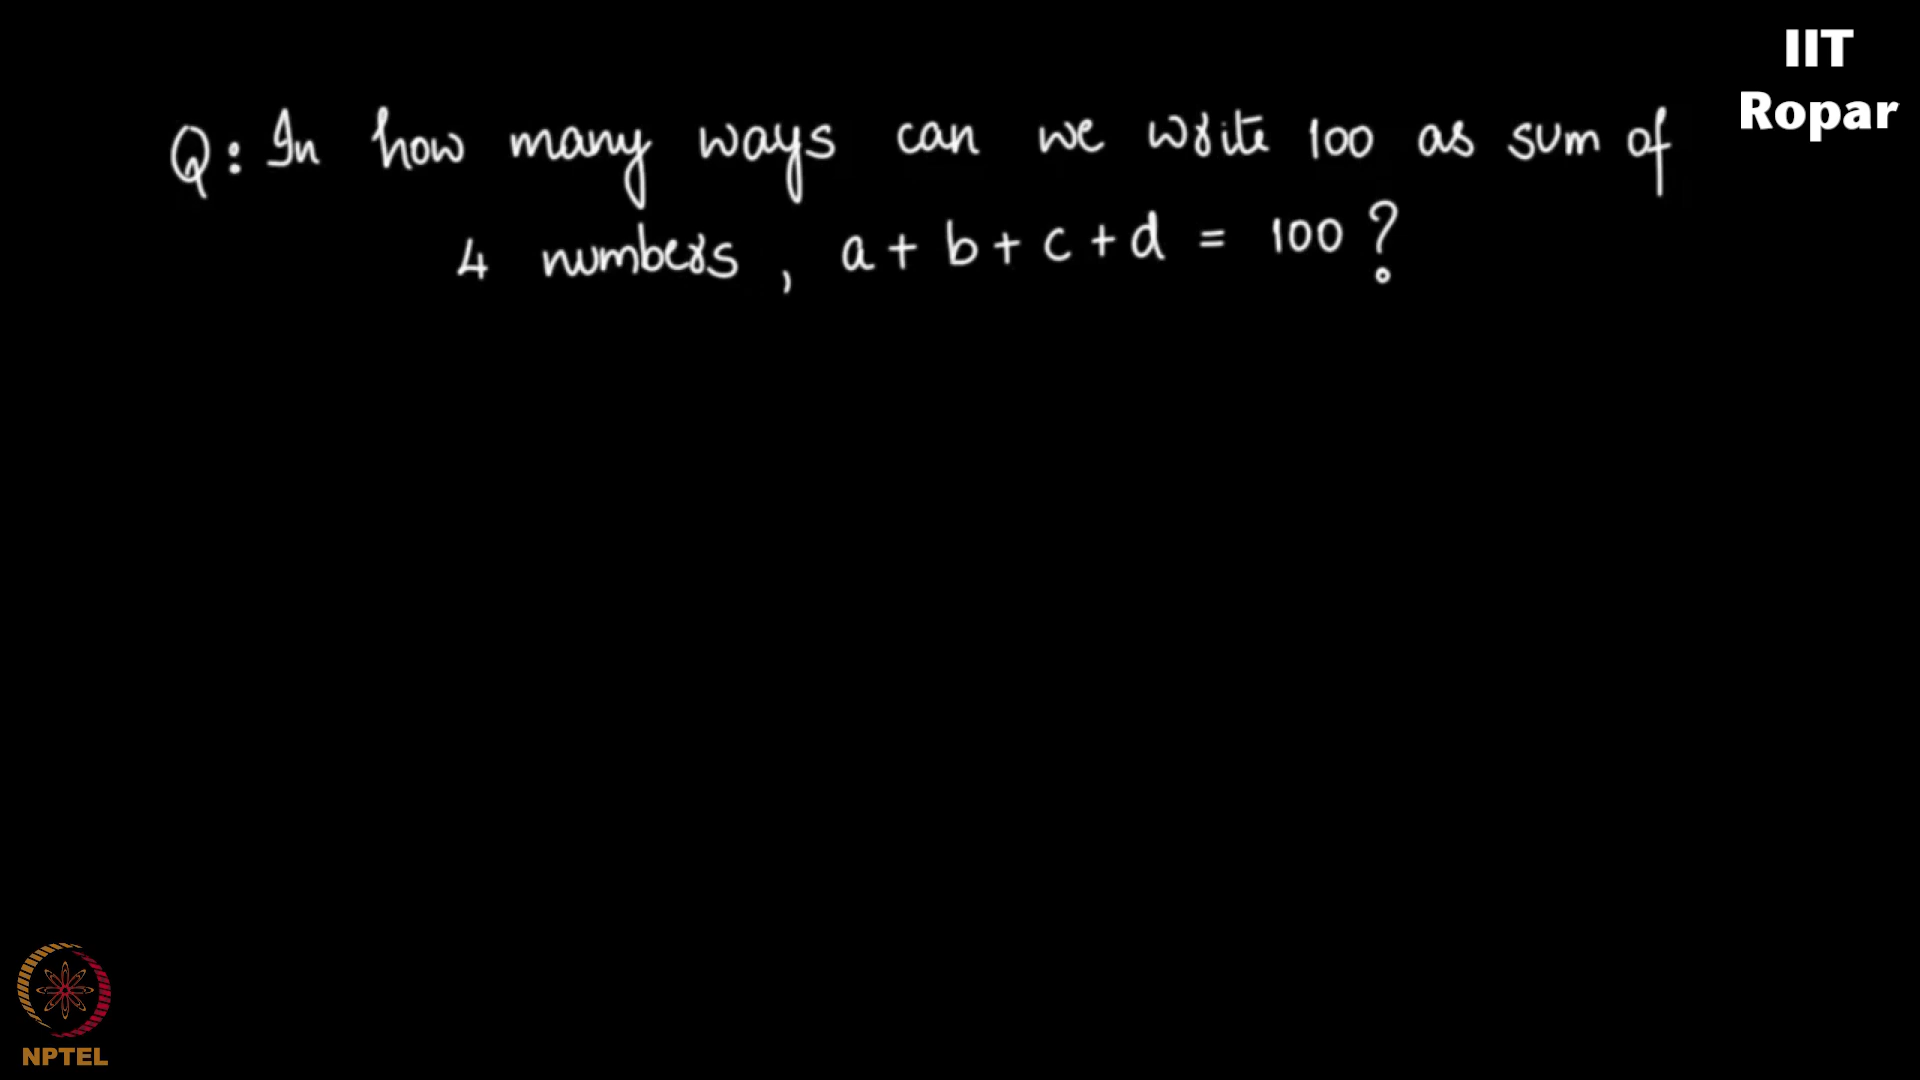 IIT
Ropar
Q: In how many ways can we write 100 as sum of
4 numbers, a + b + c + d = 100 ?
NPTEL